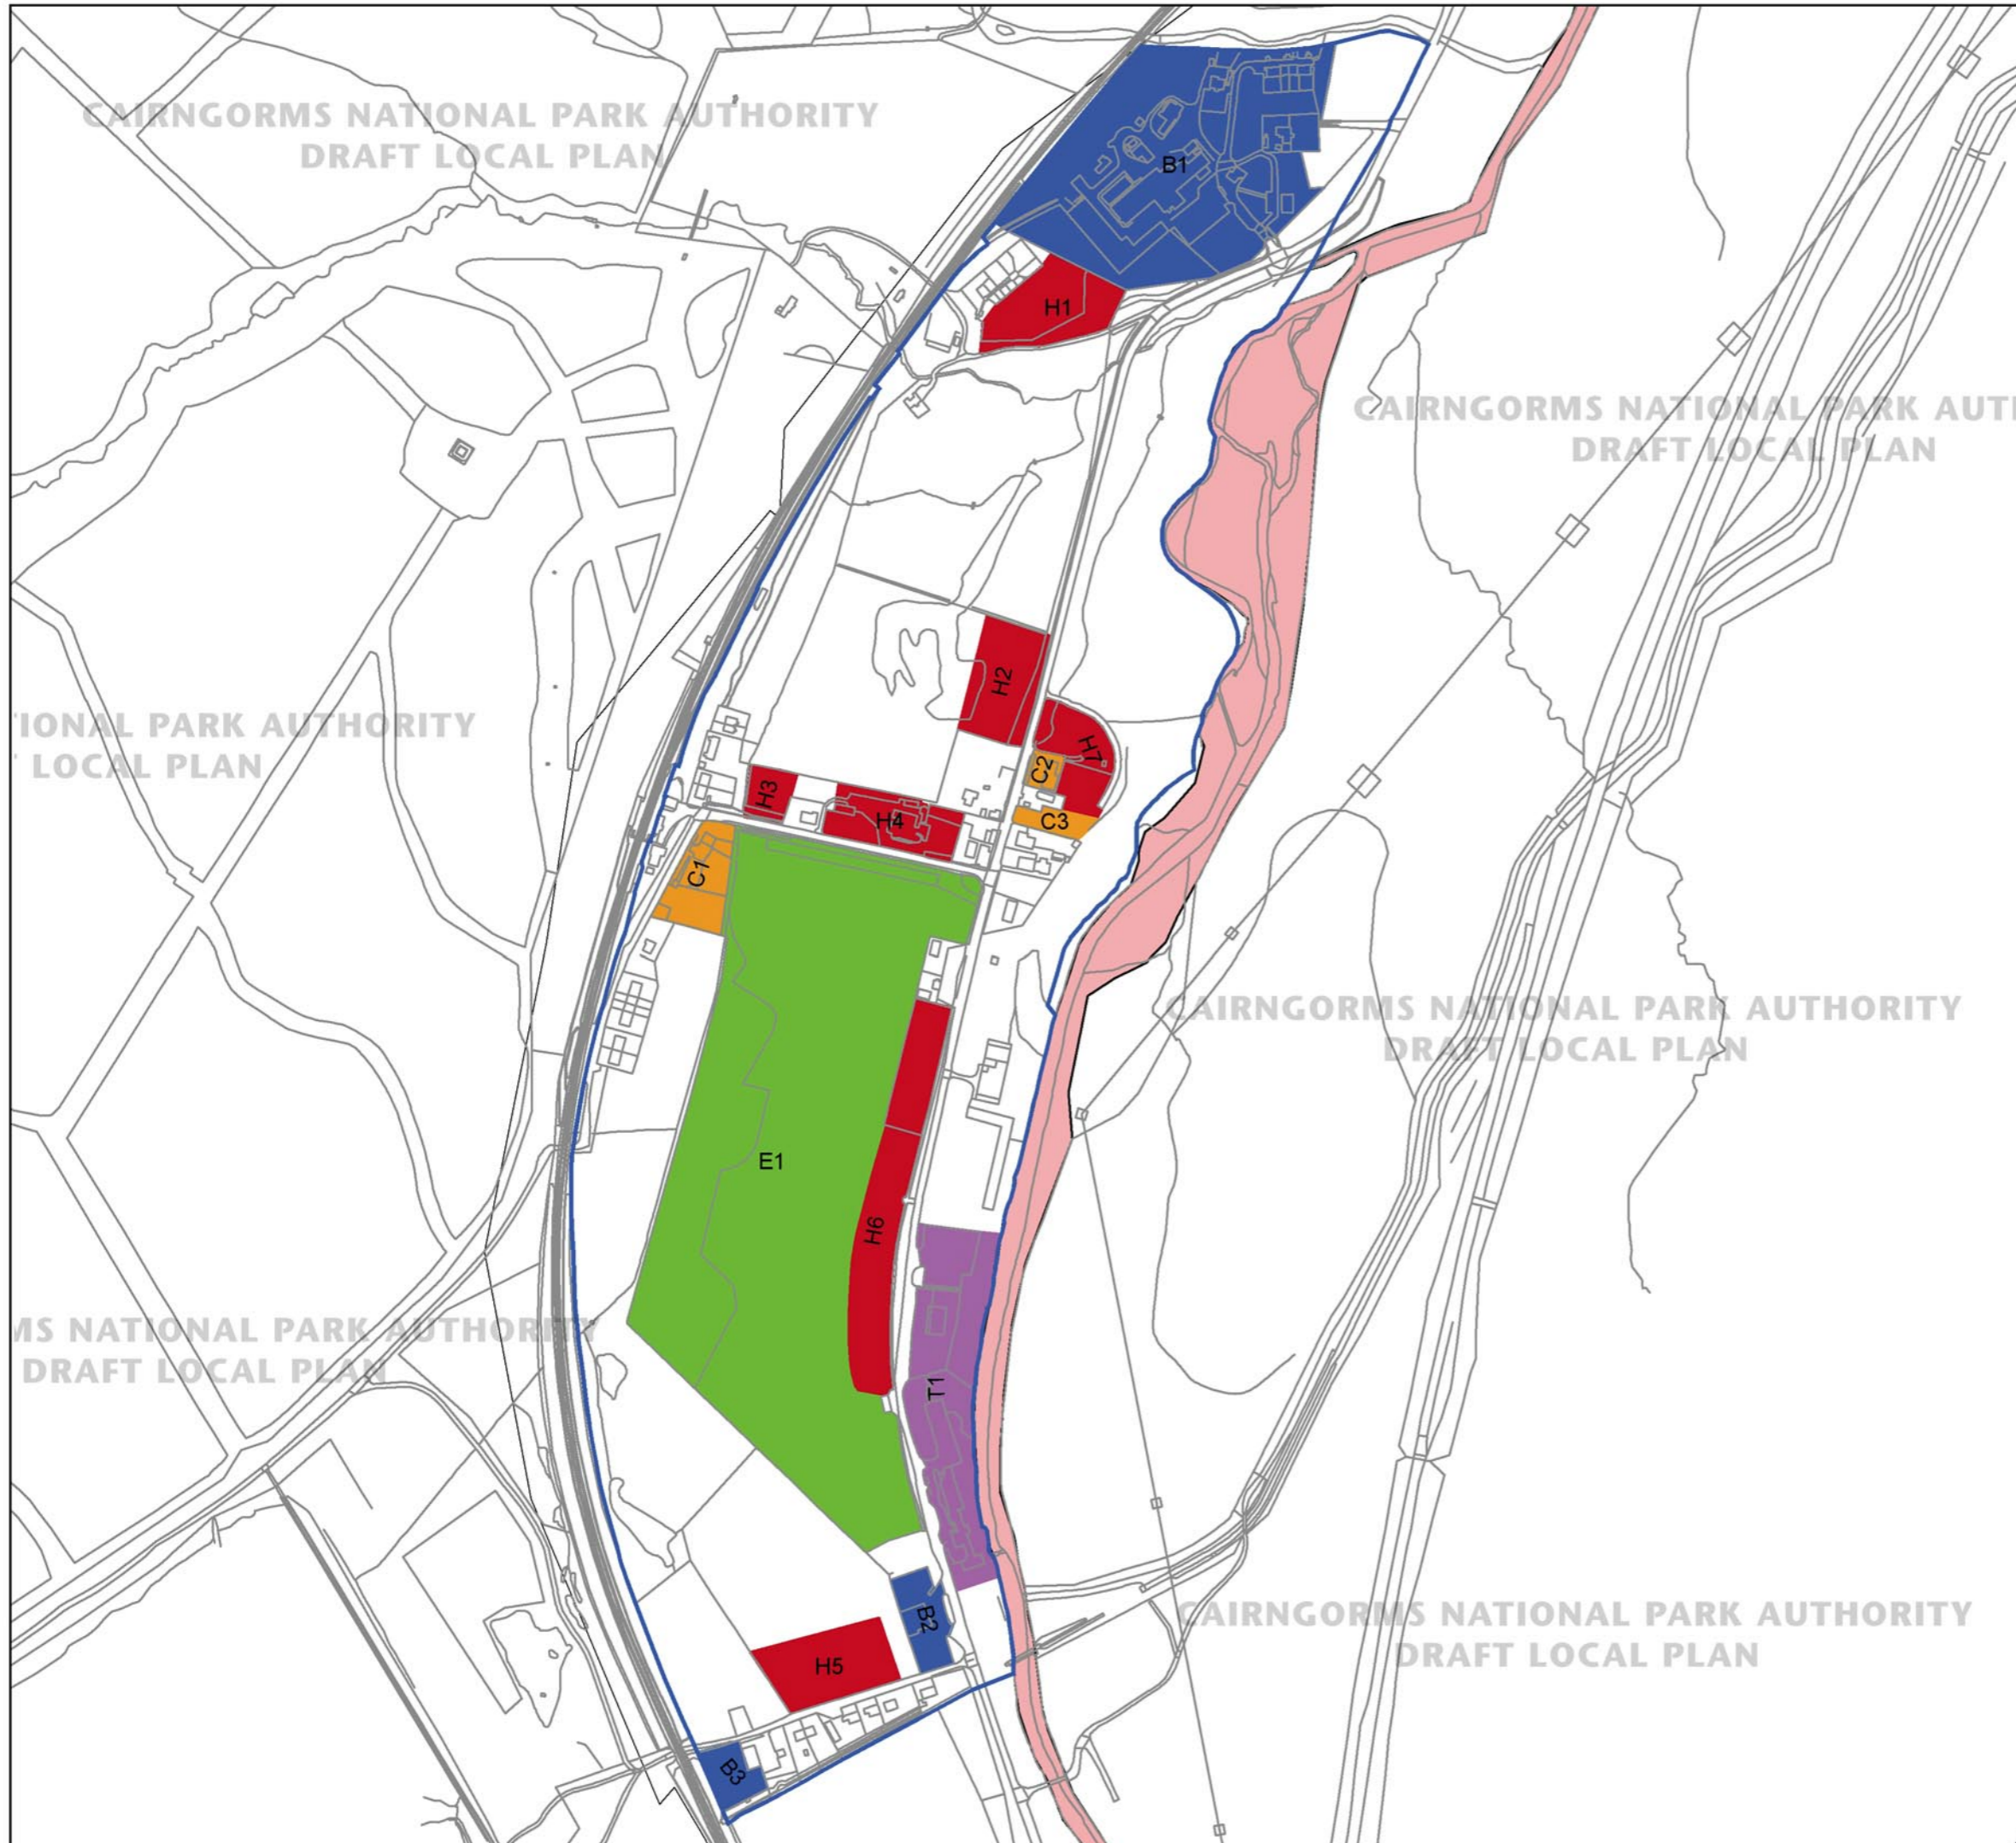 CAIRNGORMS NATIONAL PARK AUTHORITY
DRAFT LOCAL PLAN
B1
H1
CAIRNGORMS NATIONAL PARK AUTH
DRAFT LOCAL PLAN
H2
IONAL PARK AUTHORITY
LOCAL PLAN
H7
C2
H3
H4
C3
C1
CAIRNGORMS NATIONAL PARK AUTHORITY
DRAFT LOCAL PLAN
E1
H6
MS NATIONAL PARK AUTHORITY
DRAFT LOCAL PLAN
T1
B2
CAIRNGORMS NATIONAL PARK AUTHORITY
DRAFT LOCAL PLAN
H5
B3